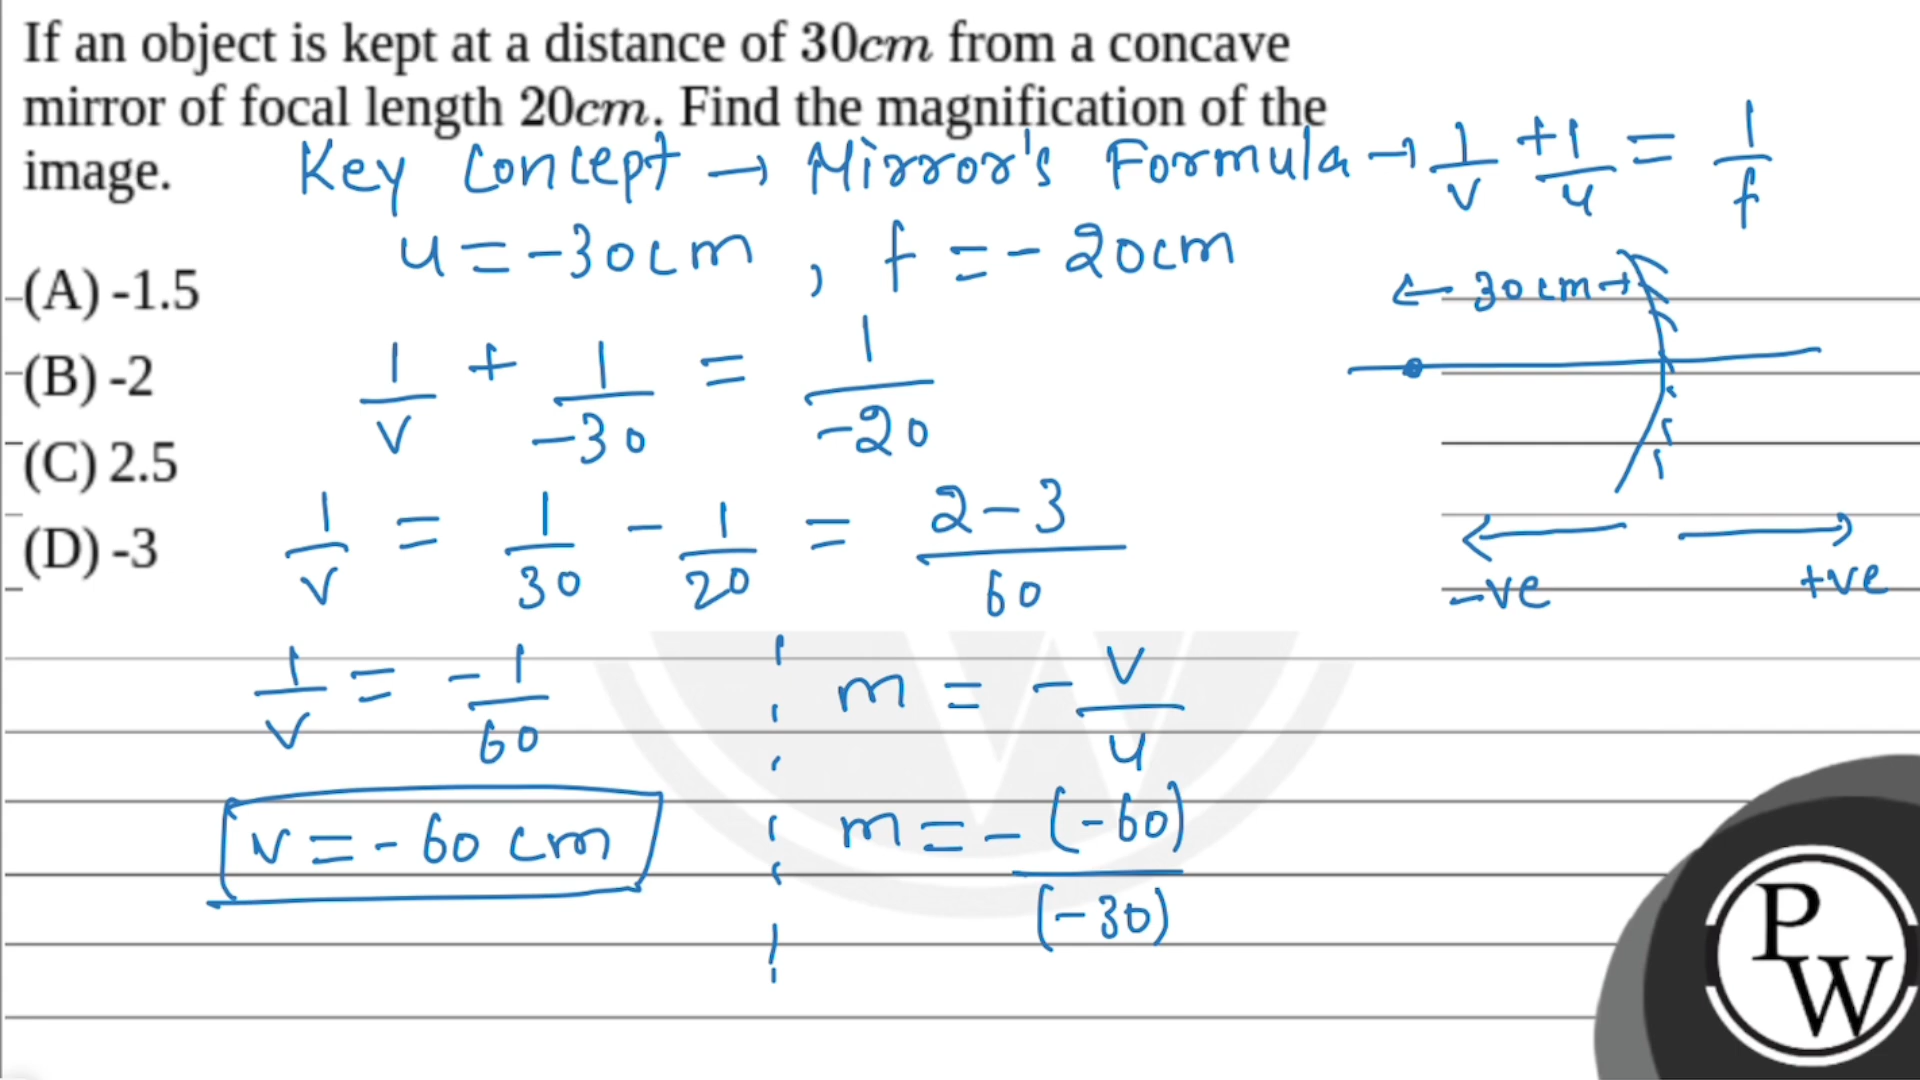 If an object is kept at a distance of 30cm from a concave
mirror of focal length 20cm. Find the magnification of the
image.
Key Concept → Mirror's Formula → 1/v + 1/u = 1/f
u = -30cm , f = -20cm
(A) -1.5
(B) -2
(C) 2.5
(D) -3
← 30cm →
1/v + 1/-30 = 1/-20
1/v = 1/30 - 1/20 = 2-3/60
-ve +ve
1/v = -1/60
v = -60 cm
m = - v/u
m = - (-60)/(-30)
PW